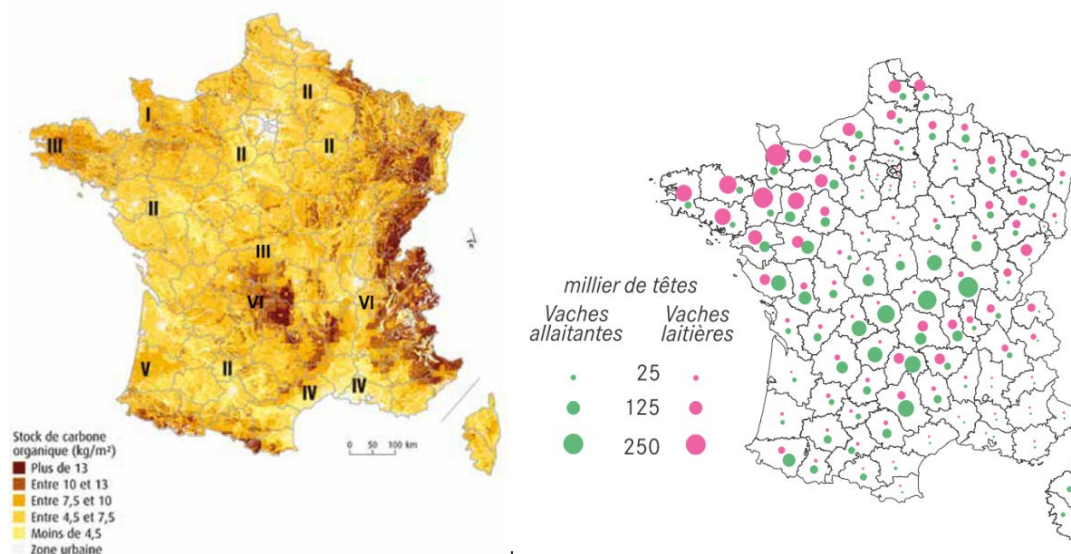 II
I
III
II
II
II
III
VI
VI
V
II
IV
IV
N
0 50 100 km
Stock de carbone
organique (kg/m²)
Plus de 13
Entre 10 et 13
Entre 7,5 et 10
Entre 4,5 et 7,5
Moins de 4,5
Zone urbaine
millier de têtes
Vaches allaitantes
Vaches laitières
25
125
250